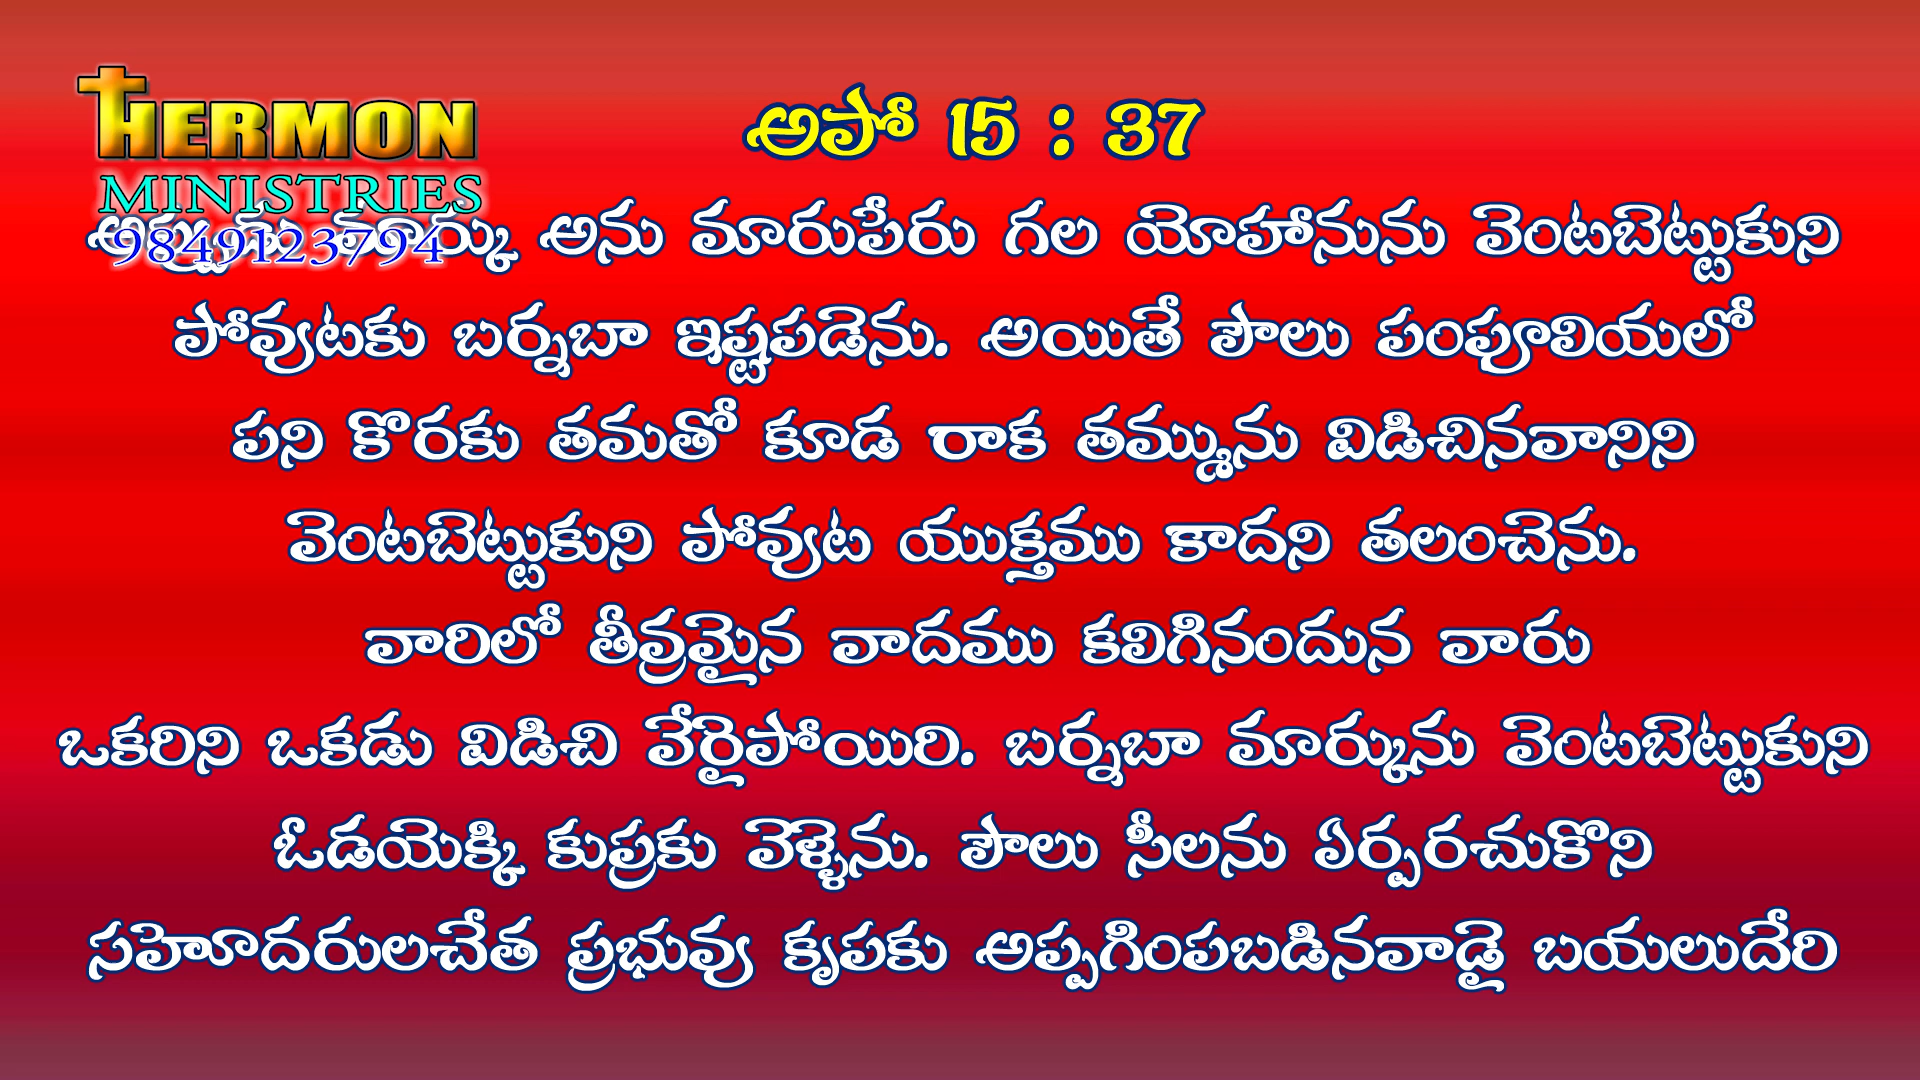 HERMON
MINISTRIES
9849123794
అపో 15 : 37
మార్కు అను మారుపేరు గల యోహానును వెంటబెట్టుకుని
పోవుటకు బర్నబా ఇష్టపడెను. అయితే పౌలు పంఫూలియలో
పని కొరకు తమతో కూడ రాక తమ్మును విడిచినవానిని
వెంటబెట్టుకుని పోవుట యుక్తము కాదని తలంచెను.
వారిలో తీవ్రమైన వాదము కలిగినందున వారు
ఒకరిని ఒకడు విడిచి వేరైపోయిరి. బర్నబా మార్కును వెంటబెట్టుకుని
ఓడయెక్కి కుప్రకు వెళ్ళెను. పౌలు సీలను ఏర్పరచుకొని
సహెూదరులచేత ప్రభువు కృపకు అప్పగింపబడినవాడై బయలుదేరి